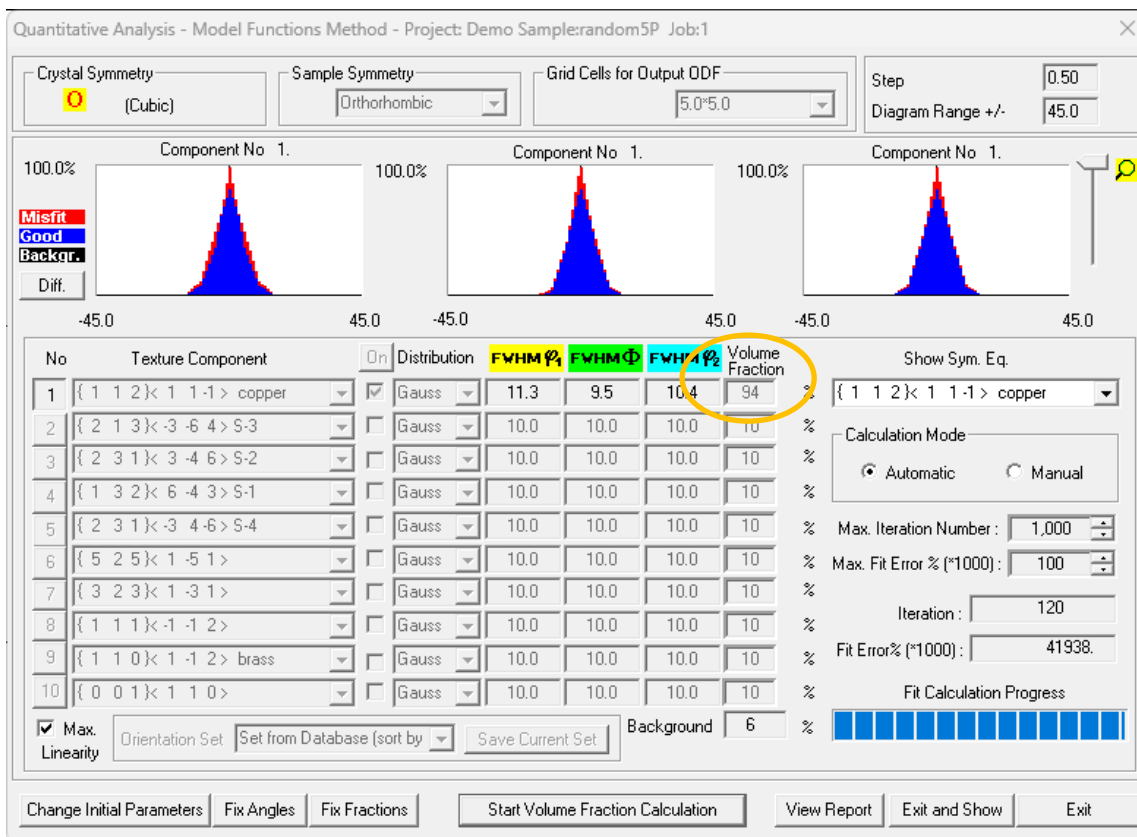 Quantitative Analysis - Model Functions Method - Project: Demo Sample:random5P Job:1
Crystal Symmetry
O (Cubic)
Sample Symmetry
Orthorhombic
Grid Cells for Output ODF
5.0*5.0
Step 0.50
Diagram Range +/- 45.0
Component No 1. Component No 1. Component No 1.
100.0% 100.0% 100.0%
Misfit
Good
Backgr.
Diff.
-45.0 45.0 -45.0 45.0 -45.0 45.0
No Texture Component On Distribution FWHM φ1 FWHM Φ FWHM φ2 Volume Fraction
1 { 1 1 2}< 1 1 -1 > copper Gauss 11.3 9.5 10.4 94 %
2 { 2 1 3}< -3 -6 4 > S-3 Gauss 10.0 10.0 10.0 10 %
3 { 2 3 1}< 3 -4 6 > S-2 Gauss 10.0 10.0 10.0 10 %
4 { 1 3 2}< 6 -4 3 > S-1 Gauss 10.0 10.0 10.0 10 %
5 { 2 3 1}< -3 4 -6 > S-4 Gauss 10.0 10.0 10.0 10 %
6 { 5 2 5}< 1 -5 1 > Gauss 10.0 10.0 10.0 10 %
7 { 3 2 3}< 1 -3 1 > Gauss 10.0 10.0 10.0 10 %
8 { 1 1 1}< -1 -1 2 > Gauss 10.0 10.0 10.0 10 %
9 { 1 1 0}< 1 -1 2 > brass Gauss 10.0 10.0 10.0 10 %
10 { 0 0 1}< 1 1 0 > Gauss 10.0 10.0 10.0 10 %
Max. Linearity
Orientation Set Set from Database (sort by Save Current Set
Background 6 %
Show Sym. Eq.
{ 1 1 2}< 1 1 -1 > copper
Calculation Mode
Automatic Manual
Max. Iteration Number : 1,000
Max. Fit Error % (*1000) : 100
Iteration : 120
Fit Error% (*1000) : 41938.
Fit Calculation Progress
Change Initial Parameters Fix Angles Fix Fractions Start Volume Fraction Calculation View Report Exit and Show Exit